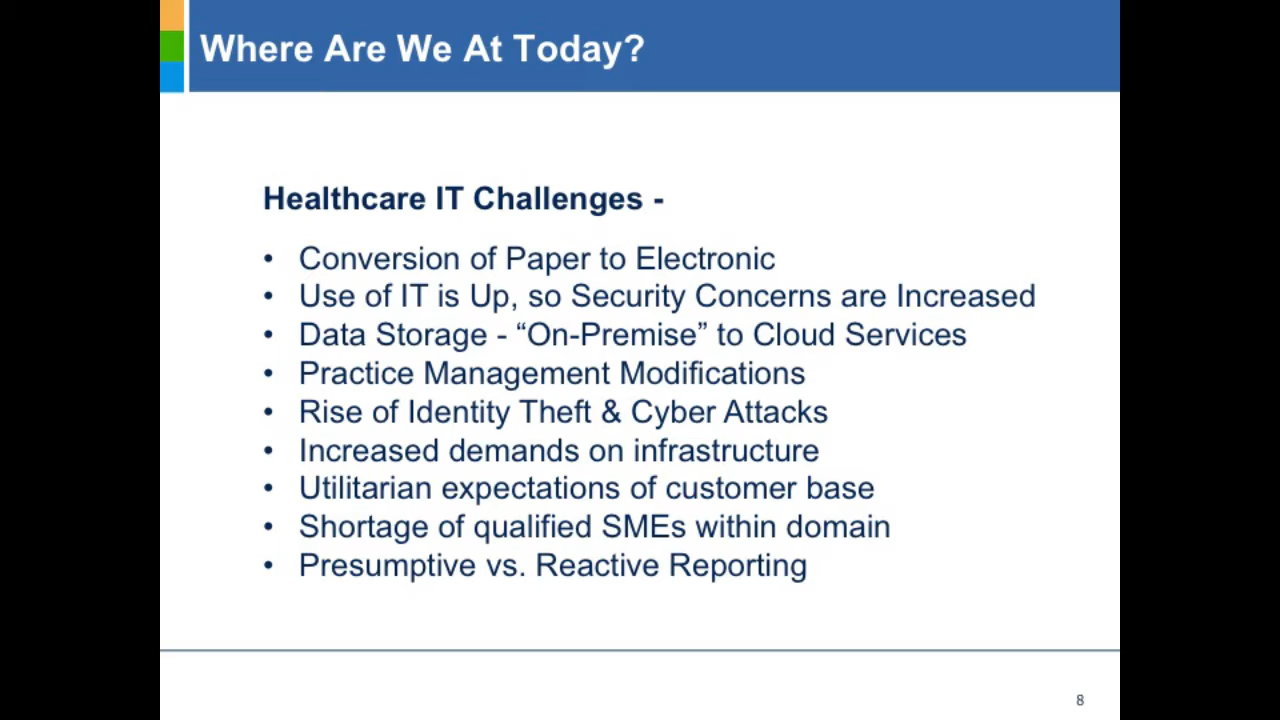 Where Are We At Today?
Healthcare IT Challenges -
• Conversion of Paper to Electronic
• Use of IT is Up, so Security Concerns are Increased
• Data Storage - “On-Premise” to Cloud Services
• Practice Management Modifications
• Rise of Identity Theft & Cyber Attacks
• Increased demands on infrastructure
• Utilitarian expectations of customer base
• Shortage of qualified SMEs within domain
• Presumptive vs. Reactive Reporting
8